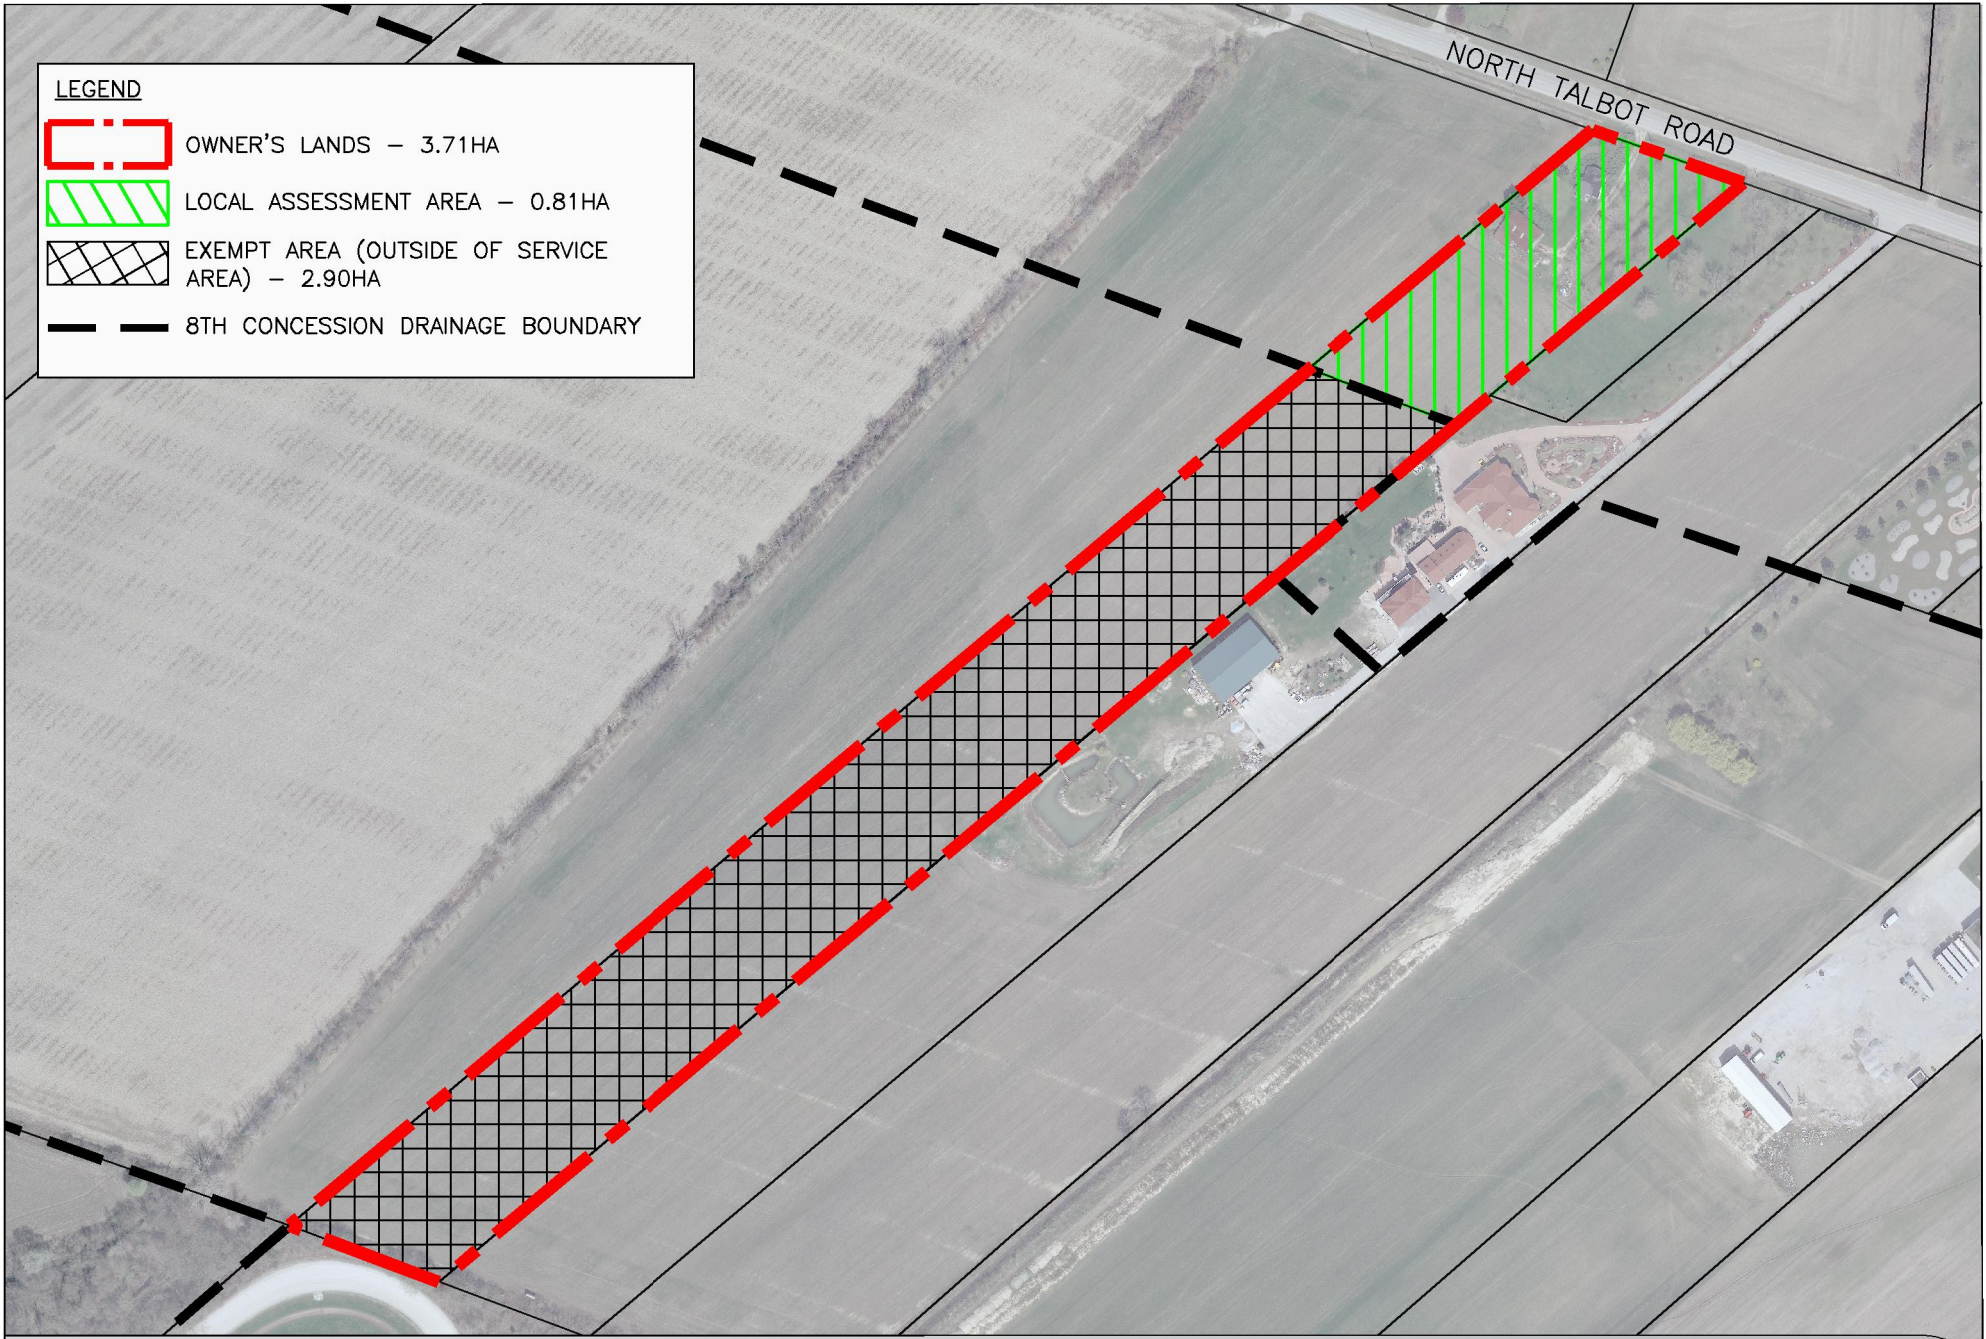 LEGEND
OWNER'S LANDS – 3.71HA
LOCAL ASSESSMENT AREA – 0.81HA
EXEMPT AREA (OUTSIDE OF SERVICE
AREA) – 2.90HA
8TH CONCESSION DRAINAGE BOUNDARY
NORTH TALBOT ROAD